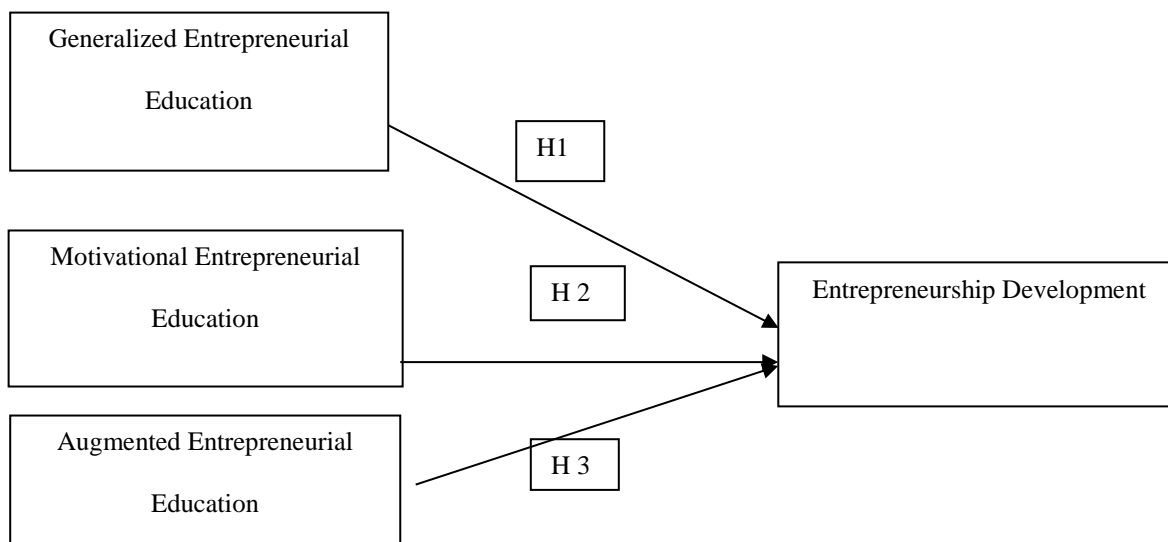 Generalized Entrepreneurial
Education
H1
Motivational Entrepreneurial
Education
H 2
Entrepreneurship Development
Augmented Entrepreneurial
Education
H 3